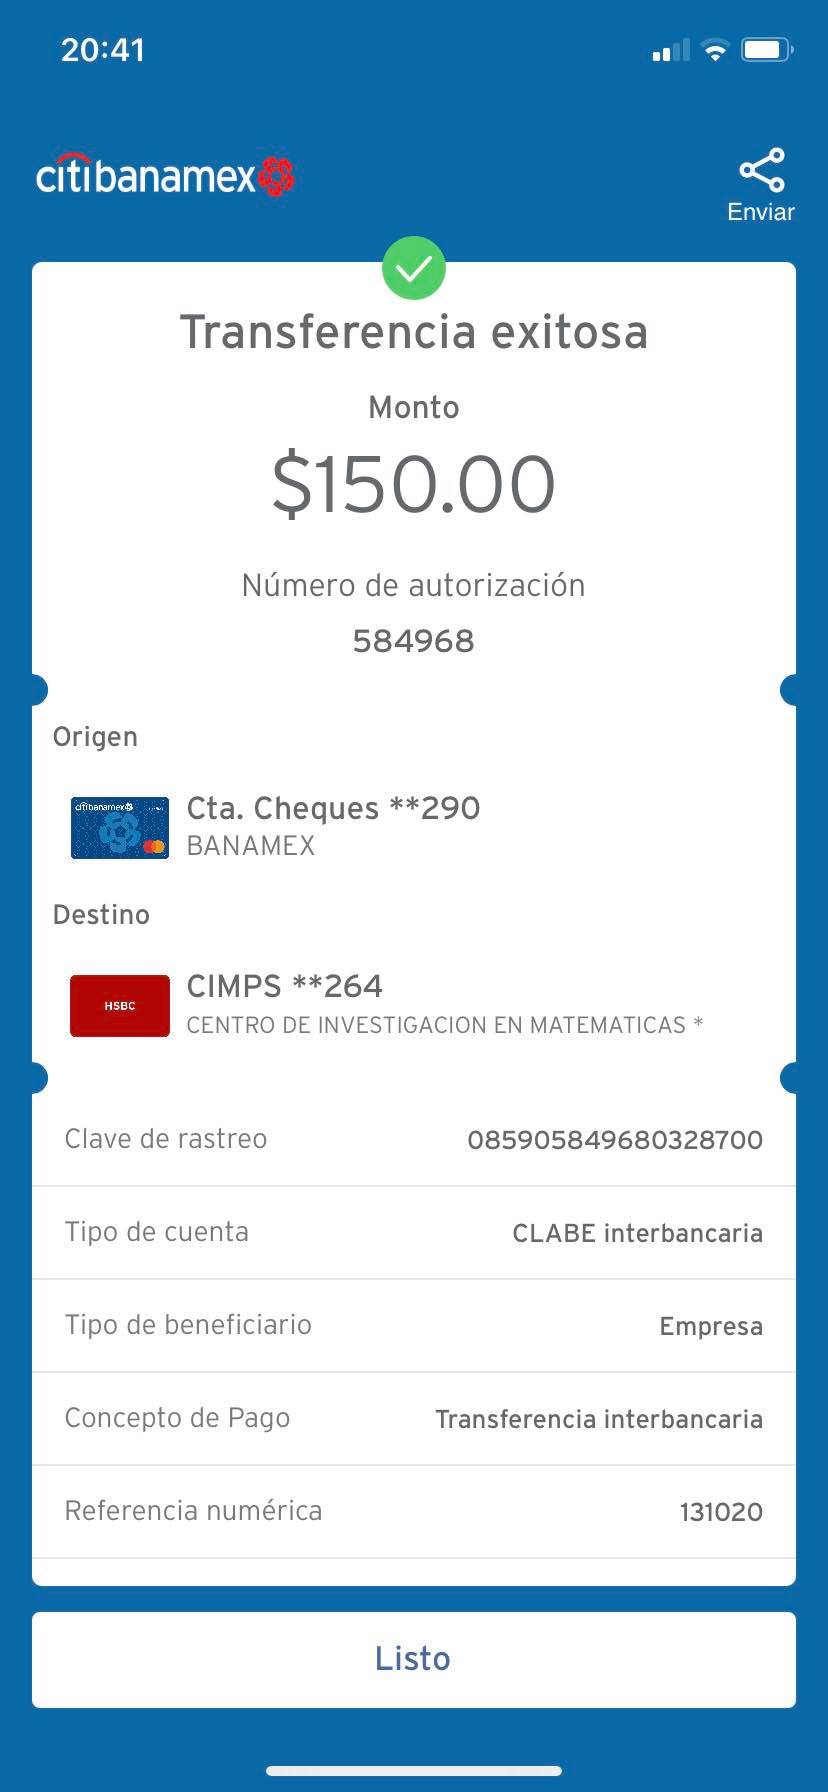 20:41
citibanamex
Enviar
Transferencia exitosa
Monto
$150.00
Número de autorización
584968
Origen
citibanamex
Cta. Cheques **290
BANAMEX
Destino
HSBC
CIMPS **264
CENTRO DE INVESTIGACION EN MATEMATICAS *
Clave de rastreo 085905849680328700
Tipo de cuenta CLABE interbancaria
Tipo de beneficiario Empresa
Concepto de Pago Transferencia interbancaria
Referencia numérica 131020
Listo